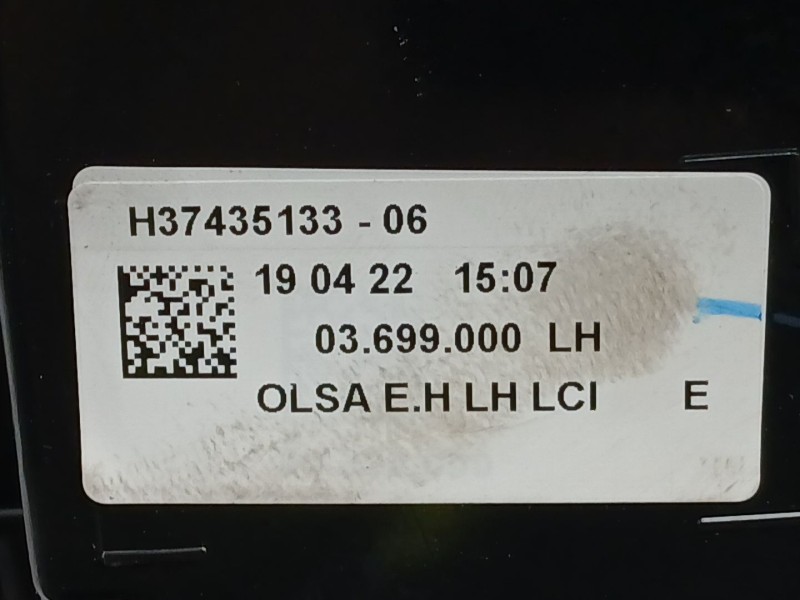 H37435133 - 06
19 04 22 15:07
03.699.000 LH
OLSA E.H LH LCI E